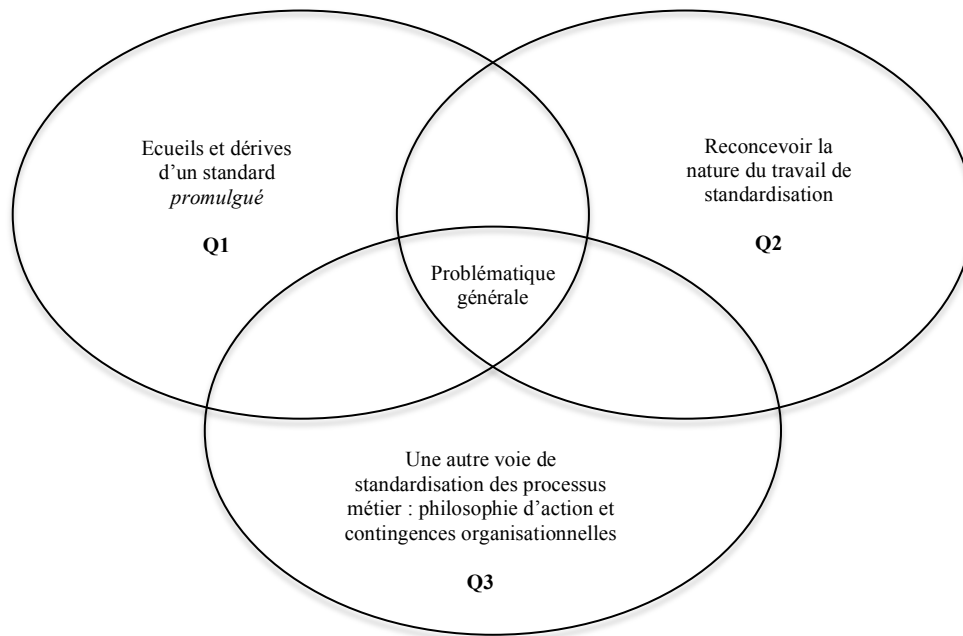 Ecueils et dérives
d’un standard
promulgué
Q1
Reconcevoir la
nature du travail de
standardisation
Q2
Problématique
générale
Une autre voie de
standardisation des processus
métier : philosophie d’action et
contingences organisationnelles
Q3